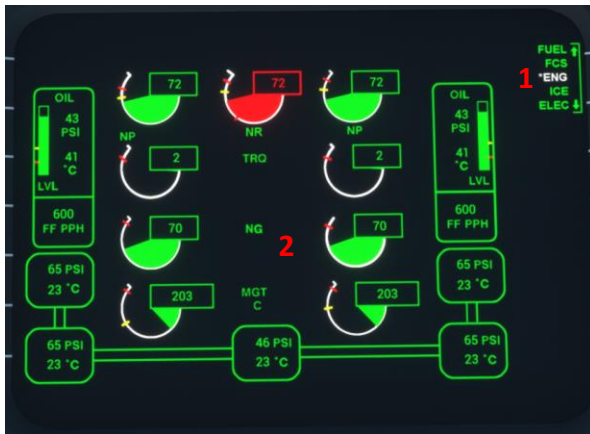 FUEL
FCS
1 *ENG
ICE
ELEC
OIL
43
PSI
41
°C
LVL
600
FF PPH
65 PSI
23 °C
65 PSI
23 °C
72
72
72
NP
NR
NP
2
TRQ
2
70
NG
70
2
203
MGT
C
203
46 PSI
23 °C
OIL
43
PSI
41
°C
LVL
600
FF PPH
65 PSI
23 °C
65 PSI
23 °C